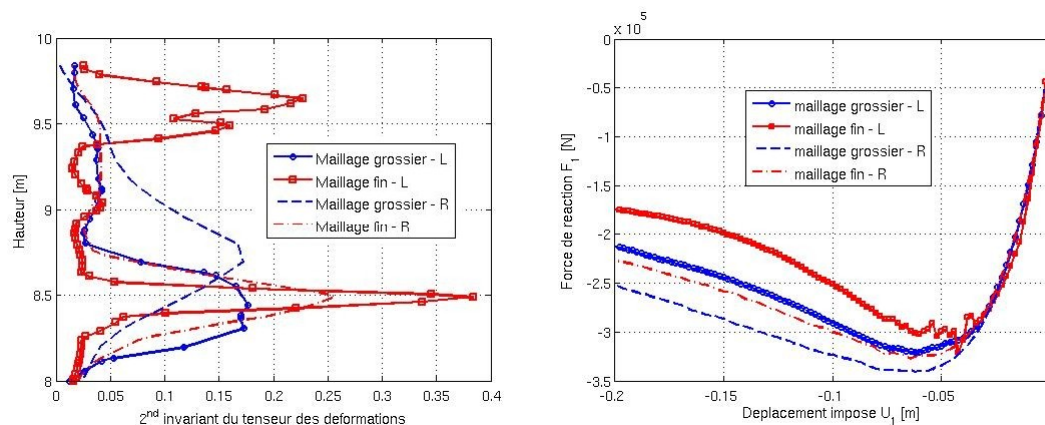 10
9.5
9
8.5
8
Hauteur [m]
Maillage grossier - L
Maillage fin - L
Maillage grossier - R
Maillage fin - R
0 0.05 0.1 0.15 0.2 0.25 0.3 0.35 0.4
2nd invariant du tenseur des deformations
x 10^5
0
-0.5
-1
-1.5
-2
-2.5
-3
-3.5
Force de reaction F_1 [N]
maillage grossier - L
maillage fin - L
maillage grossier - R
maillage fin - R
-0.2 -0.15 -0.1 -0.05
Deplacement impose U_1 [m]